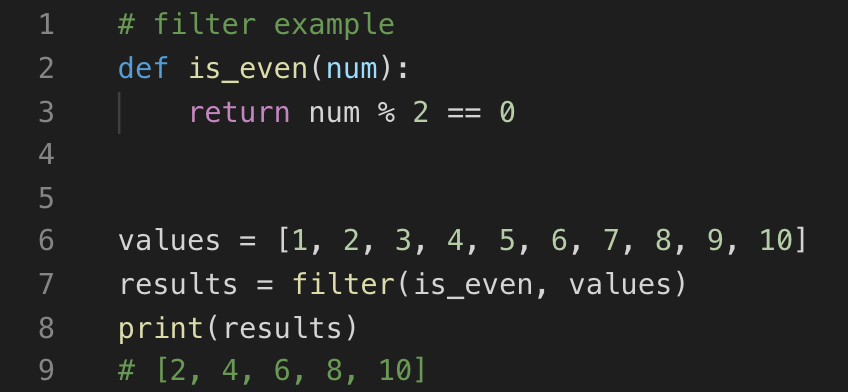 1 # filter example
2 def is_even(num):
3     return num % 2 == 0
4
5
6 values = [1, 2, 3, 4, 5, 6, 7, 8, 9, 10]
7 results = filter(is_even, values)
8 print(results)
9 # [2, 4, 6, 8, 10]